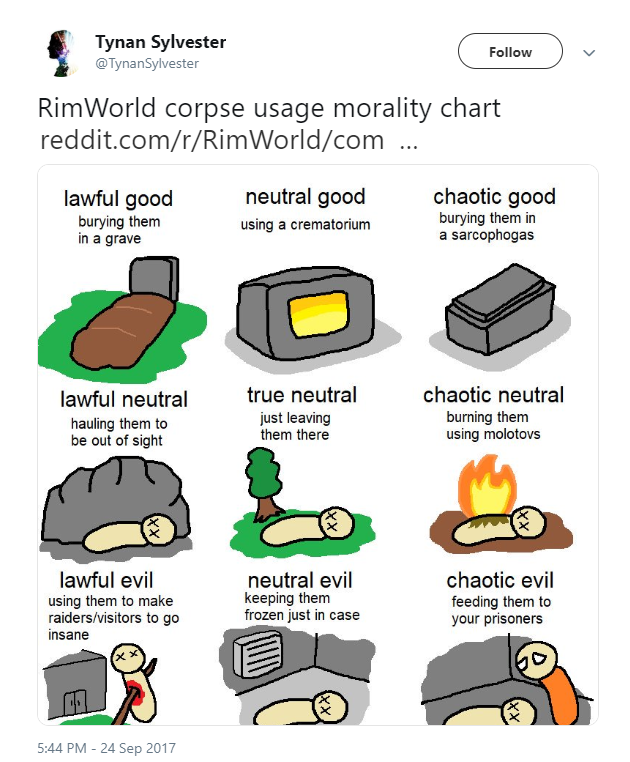 Tynan Sylvester
@TynanSylvester
Follow
RimWorld corpse usage morality chart
reddit.com/r/RimWorld/com ...
lawful good
burying them
in a grave
neutral good
using a crematorium
chaotic good
burying them in
a sarcophogas
lawful neutral
hauling them to
be out of sight
true neutral
just leaving
them there
chaotic neutral
burning them
using molotovs
lawful evil
using them to make
raiders/visitors to go
insane
neutral evil
keeping them
frozen just in case
chaotic evil
feeding them to
your prisoners
5:44 PM - 24 Sep 2017